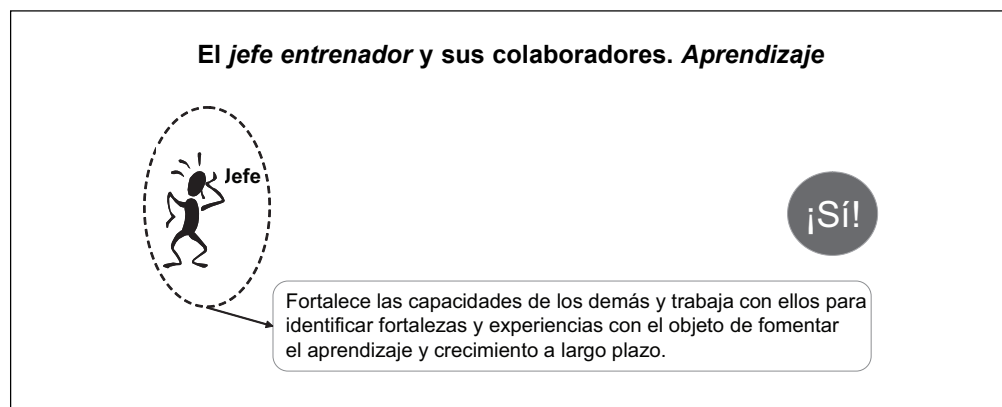 El jefe entrenador y sus colaboradores. Aprendizaje
Jefe
¡Sí!
Fortalece las capacidades de los demás y trabaja con ellos para
identificar fortalezas y experiencias con el objeto de fomentar
el aprendizaje y crecimiento a largo plazo.